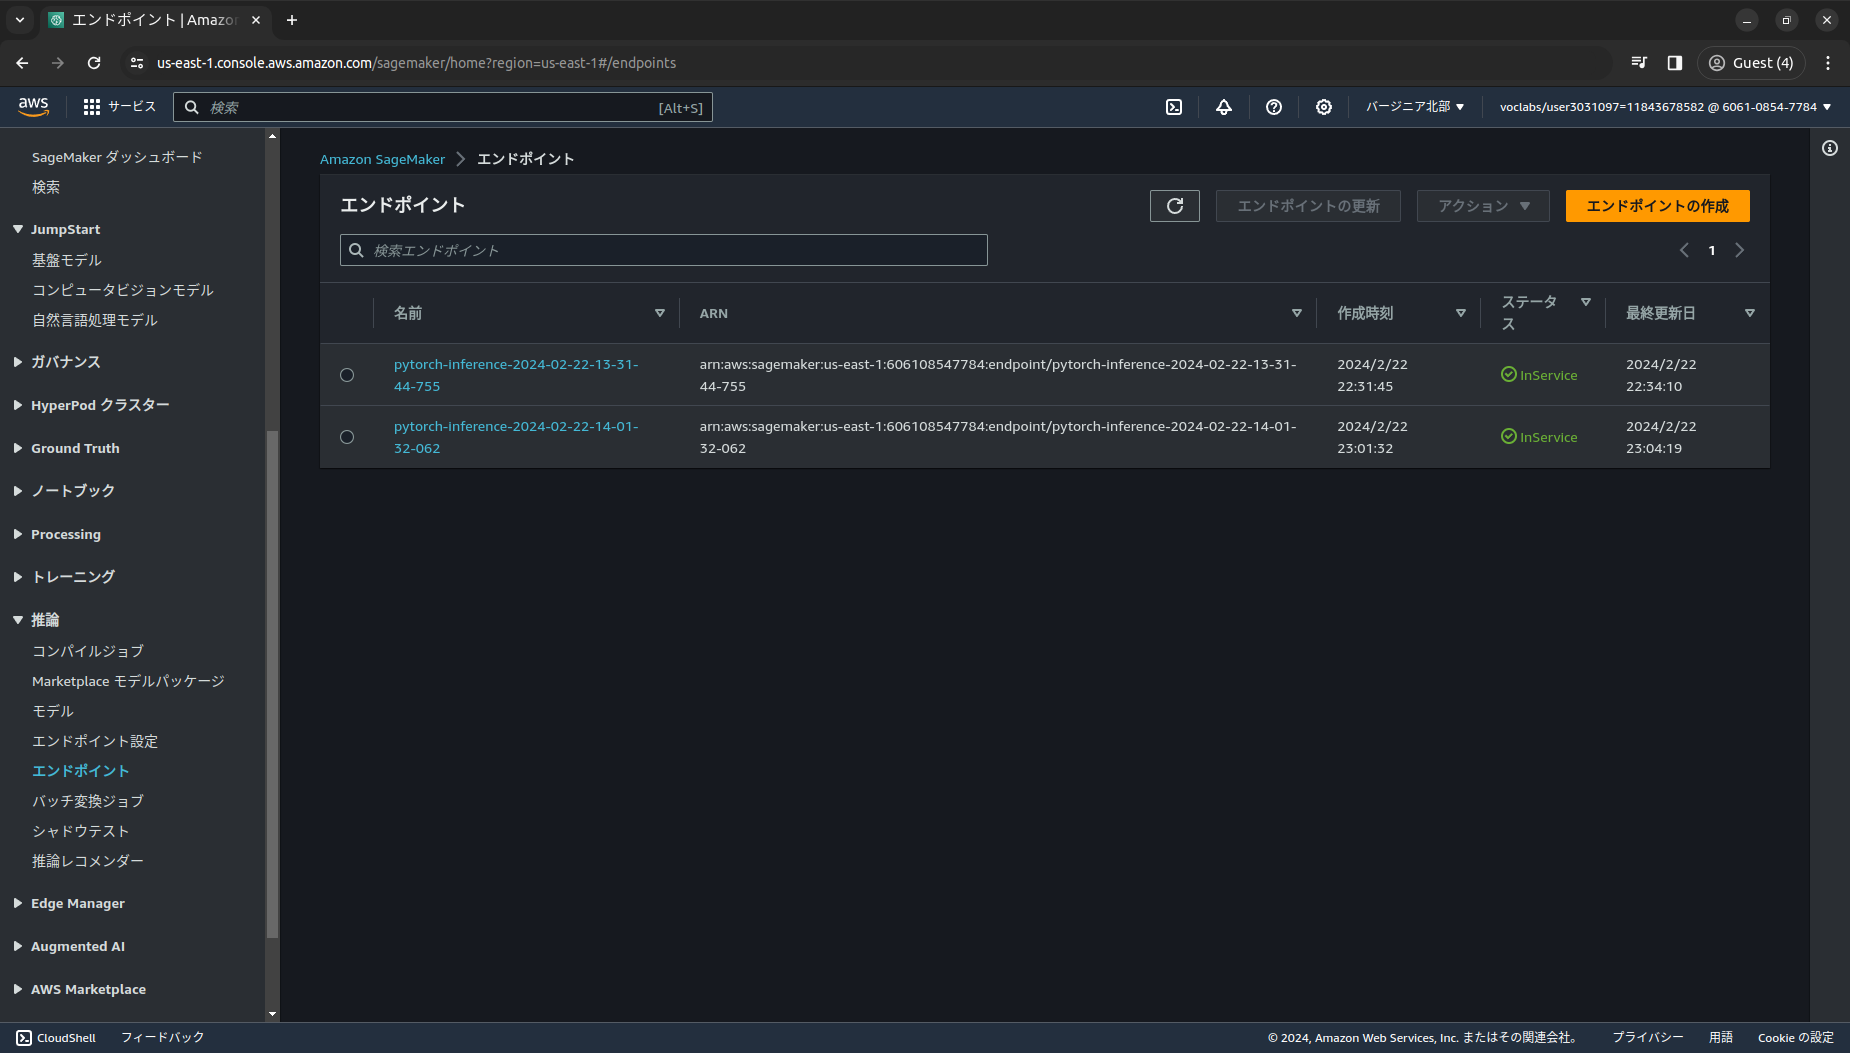 エンドポイント | Amazo
us-east-1.console.aws.amazon.com/sagemaker/home?region=us-east-1#/endpoints
Guest (4)
aws
サービス
検索
[Alt+S]
バージニア北部
voclabs/user3031097=11843678582 @ 6061-0854-7784
SageMaker ダッシュボード
検索
JumpStart
基盤モデル
コンピュータビジョンモデル
自然言語処理モデル
ガバナンス
HyperPod クラスター
Ground Truth
ノートブック
Processing
トレーニング
推論
コンパイルジョブ
Marketplace モデルパッケージ
モデル
エンドポイント設定
エンドポイント
バッチ変換ジョブ
シャドウテスト
推論レコメンダー
Edge Manager
Augmented AI
AWS Marketplace
Amazon SageMaker
エンドポイント
エンドポイント
エンドポイントの更新
アクション
エンドポイントの作成
検索エンドポイント
1
名前
ARN
作成時刻
ステータ
ス
最終更新日
pytorch-inference-2024-02-22-13-31-
44-755
arn:aws:sagemaker:us-east-1:606108547784:endpoint/pytorch-inference-2024-02-22-13-31-
44-755
2024/2/22
22:31:45
InService
2024/2/22
22:34:10
pytorch-inference-2024-02-22-14-01-
32-062
arn:aws:sagemaker:us-east-1:606108547784:endpoint/pytorch-inference-2024-02-22-14-01-
32-062
2024/2/22
23:01:32
InService
2024/2/22
23:04:19
CloudShell
フィードバック
© 2024, Amazon Web Services, Inc. またはその関連会社。
プライバシー
用語
Cookie の設定